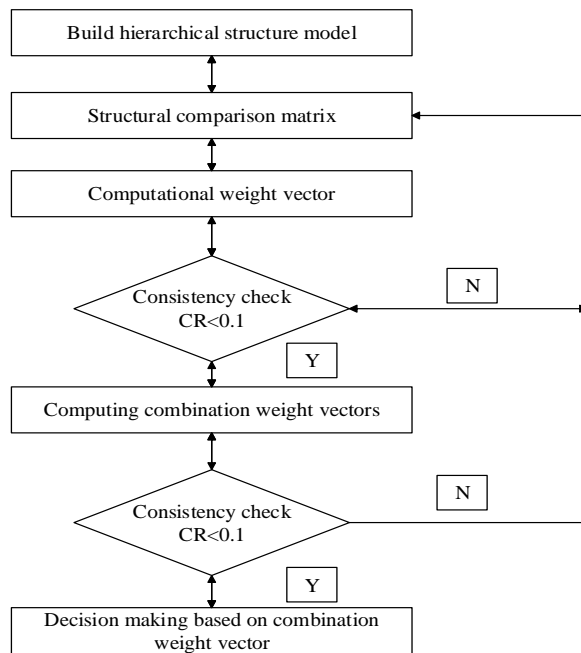 Build hierarchical structure model
Structural comparison matrix
Computational weight vector
Consistency check
CR<0.1
N
Y
Computing combination weight vectors
Consistency check
CR<0.1
N
Y
Decision making based on combination
weight vector